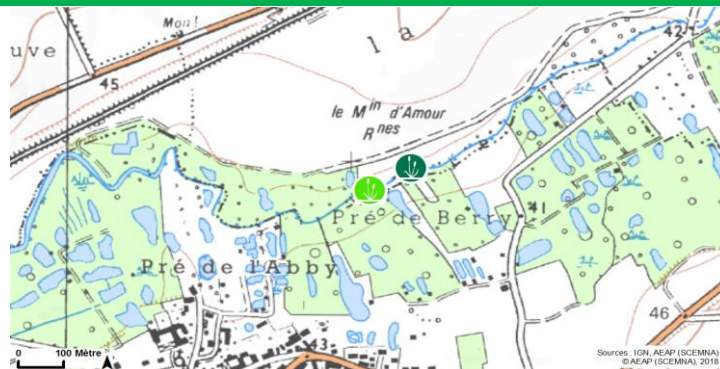 Moul.
42
uve
la
45
le Mⁱⁿ d'Amour
Rⁿᵉˢ
41
Pré de Berry
Pré de l'Abby
46
43
0 100 Mètre
Sources : IGN, AEAP (SCEMNA)
© AEAP (SCEMNA), 2018